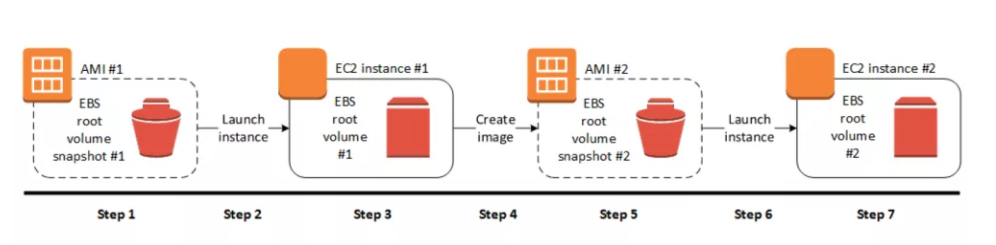 AMI #1
EBS
root
volume
snapshot #1
Launch
instance
EC2 instance #1
EBS
root
volume
#1
Create
image
AMI #2
EBS
root
volume
snapshot #2
Launch
instance
EC2 instance #2
EBS
root
volume
#2
Step 1
Step 2
Step 3
Step 4
Step 5
Step 6
Step 7